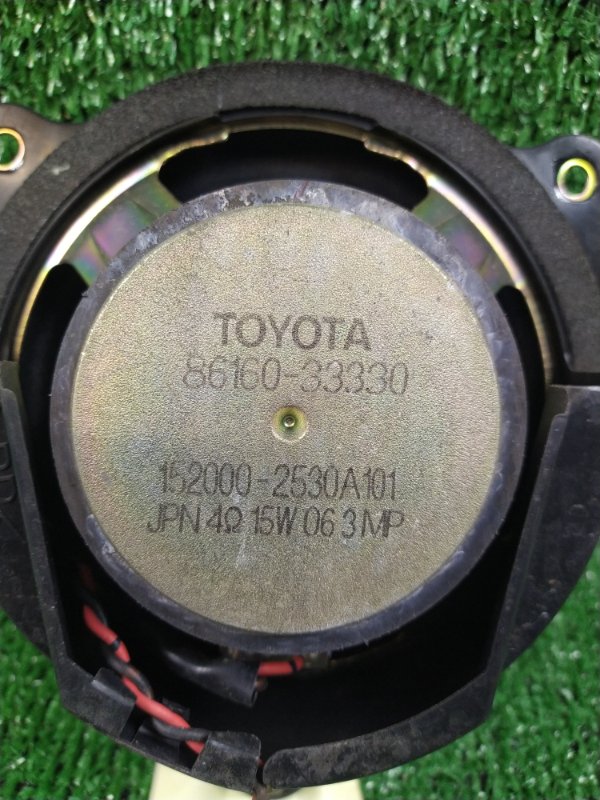 TOYOTA
86160-33330
152000-2530A101
JPN 4Ω 15W 06 3 MP